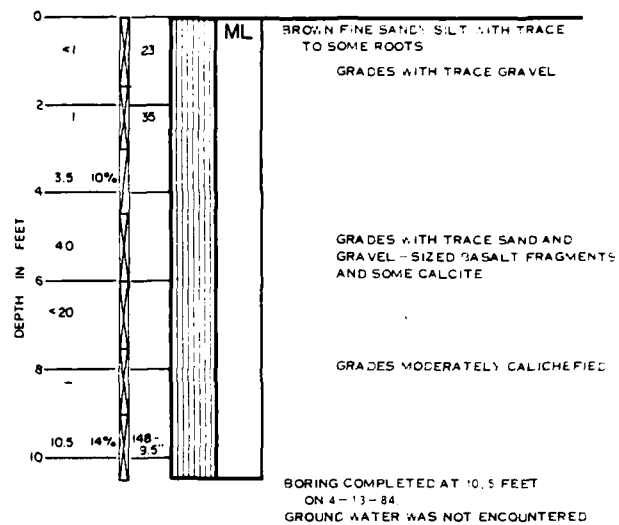 0
<1 23 ML BROWN FINE SANDY SILT WITH TRACE
TO SOME ROOTS
GRADES WITH TRACE GRAVEL
2
1 35
3.5 10%
4
40 GRADES WITH TRACE SAND AND
GRAVEL-SIZED BASALT FRAGMENTS
AND SOME CALCITE
6
<20
8 GRADES MODERATELY CALICHEFIED
-
10.5 14% 148-
9.5"
10
DEPTH IN FEET
BORING COMPLETED AT 10.5 FEET
ON 4-13-84.
GROUND WATER WAS NOT ENCOUNTERED